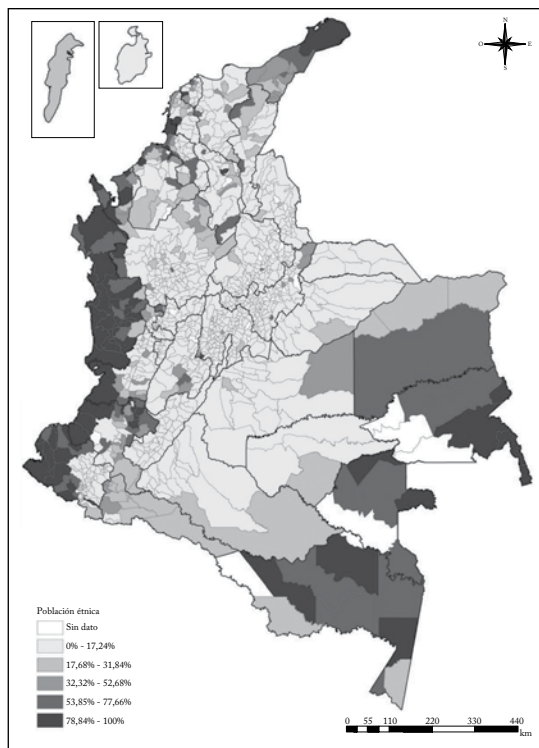 N
O E
S
Población étnica
Sin dato
0% - 17,24%
17,68% - 31,84%
32,32% - 52,68%
53,85% - 77,66%
78,84% - 100%
0 55 110 220 330 440
km